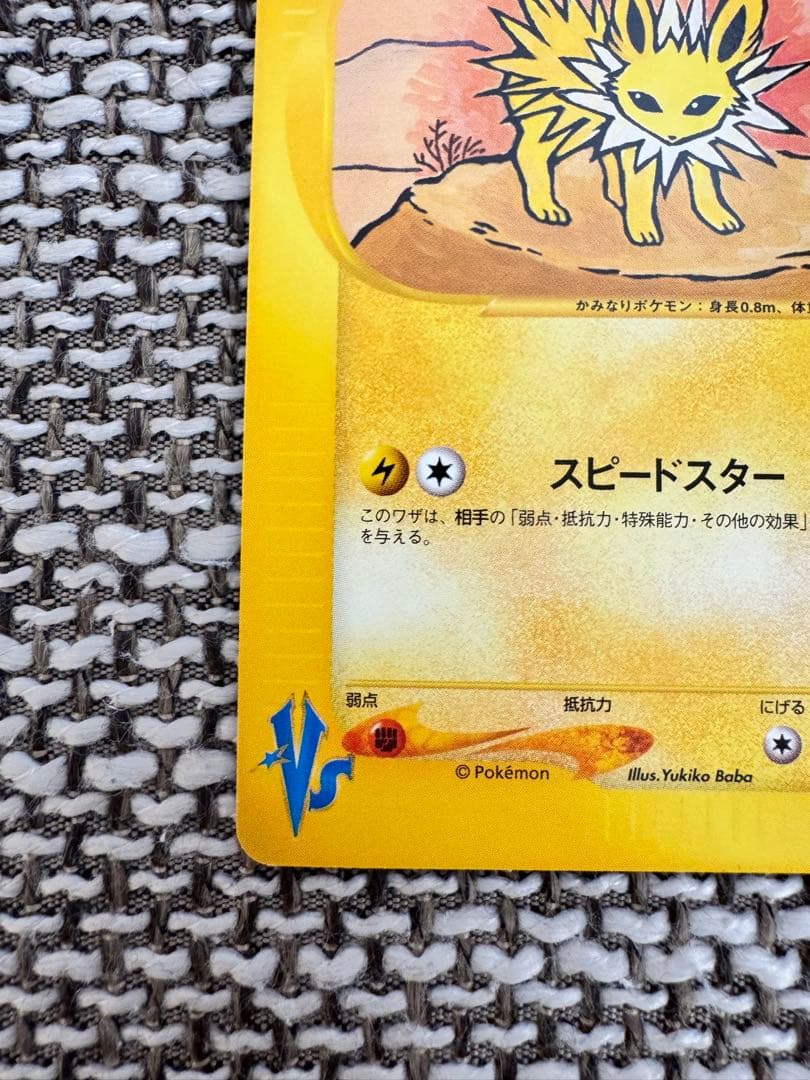 かみなりポケモン：身長0.8m、体
スピードスター
このワザは、相手の「弱点・抵抗力・特殊能力・その他の効果」
を与える。
弱点
抵抗力
にげる
© Pokémon
Illus.Yukiko Baba
VS